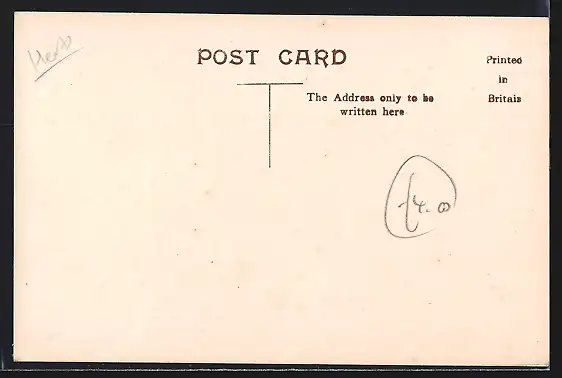 POST CARD
Printed
in
Britain
The Address only to be
written here